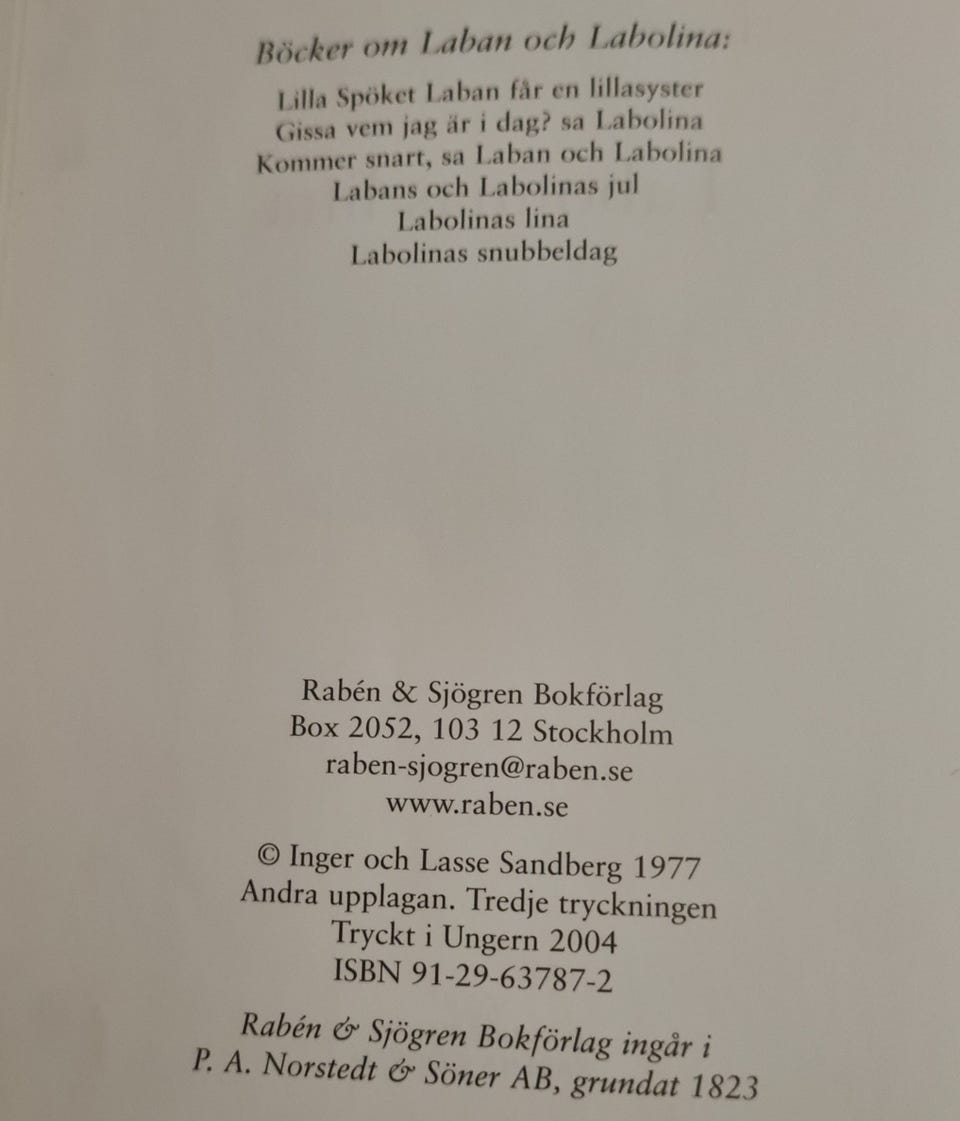 Böcker om Laban och Labolina:
Lilla Spöket Laban får en lillasyster
Gissa vem jag är i dag? sa Labolina
Kommer snart, sa Laban och Labolina
Labans och Labolinas jul
Labolinas lina
Labolinas snubbeldag
Rabén & Sjögren Bokförlag
Box 2052, 103 12 Stockholm
raben-sjogren@raben.se
www.raben.se
© Inger och Lasse Sandberg 1977
Andra upplagan. Tredje tryckningen
Tryckt i Ungern 2004
ISBN 91-29-63787-2
Rabén & Sjögren Bokförlag ingår i
P. A. Norstedt & Söner AB, grundat 1823